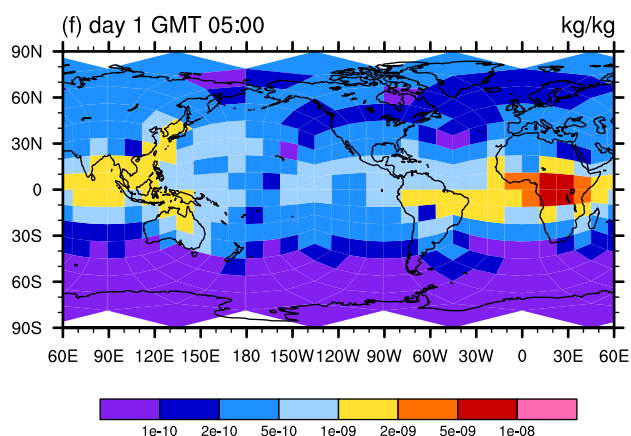 (f) day 1 GMT 05:00 kg/kg
90N
60N
30N
0
30S
60S
90S
60E 90E 120E 150E 180 150W 120W 90W 60W 30W 0 30E 60E
1e-10 2e-10 5e-10 1e-09 2e-09 5e-09 1e-08